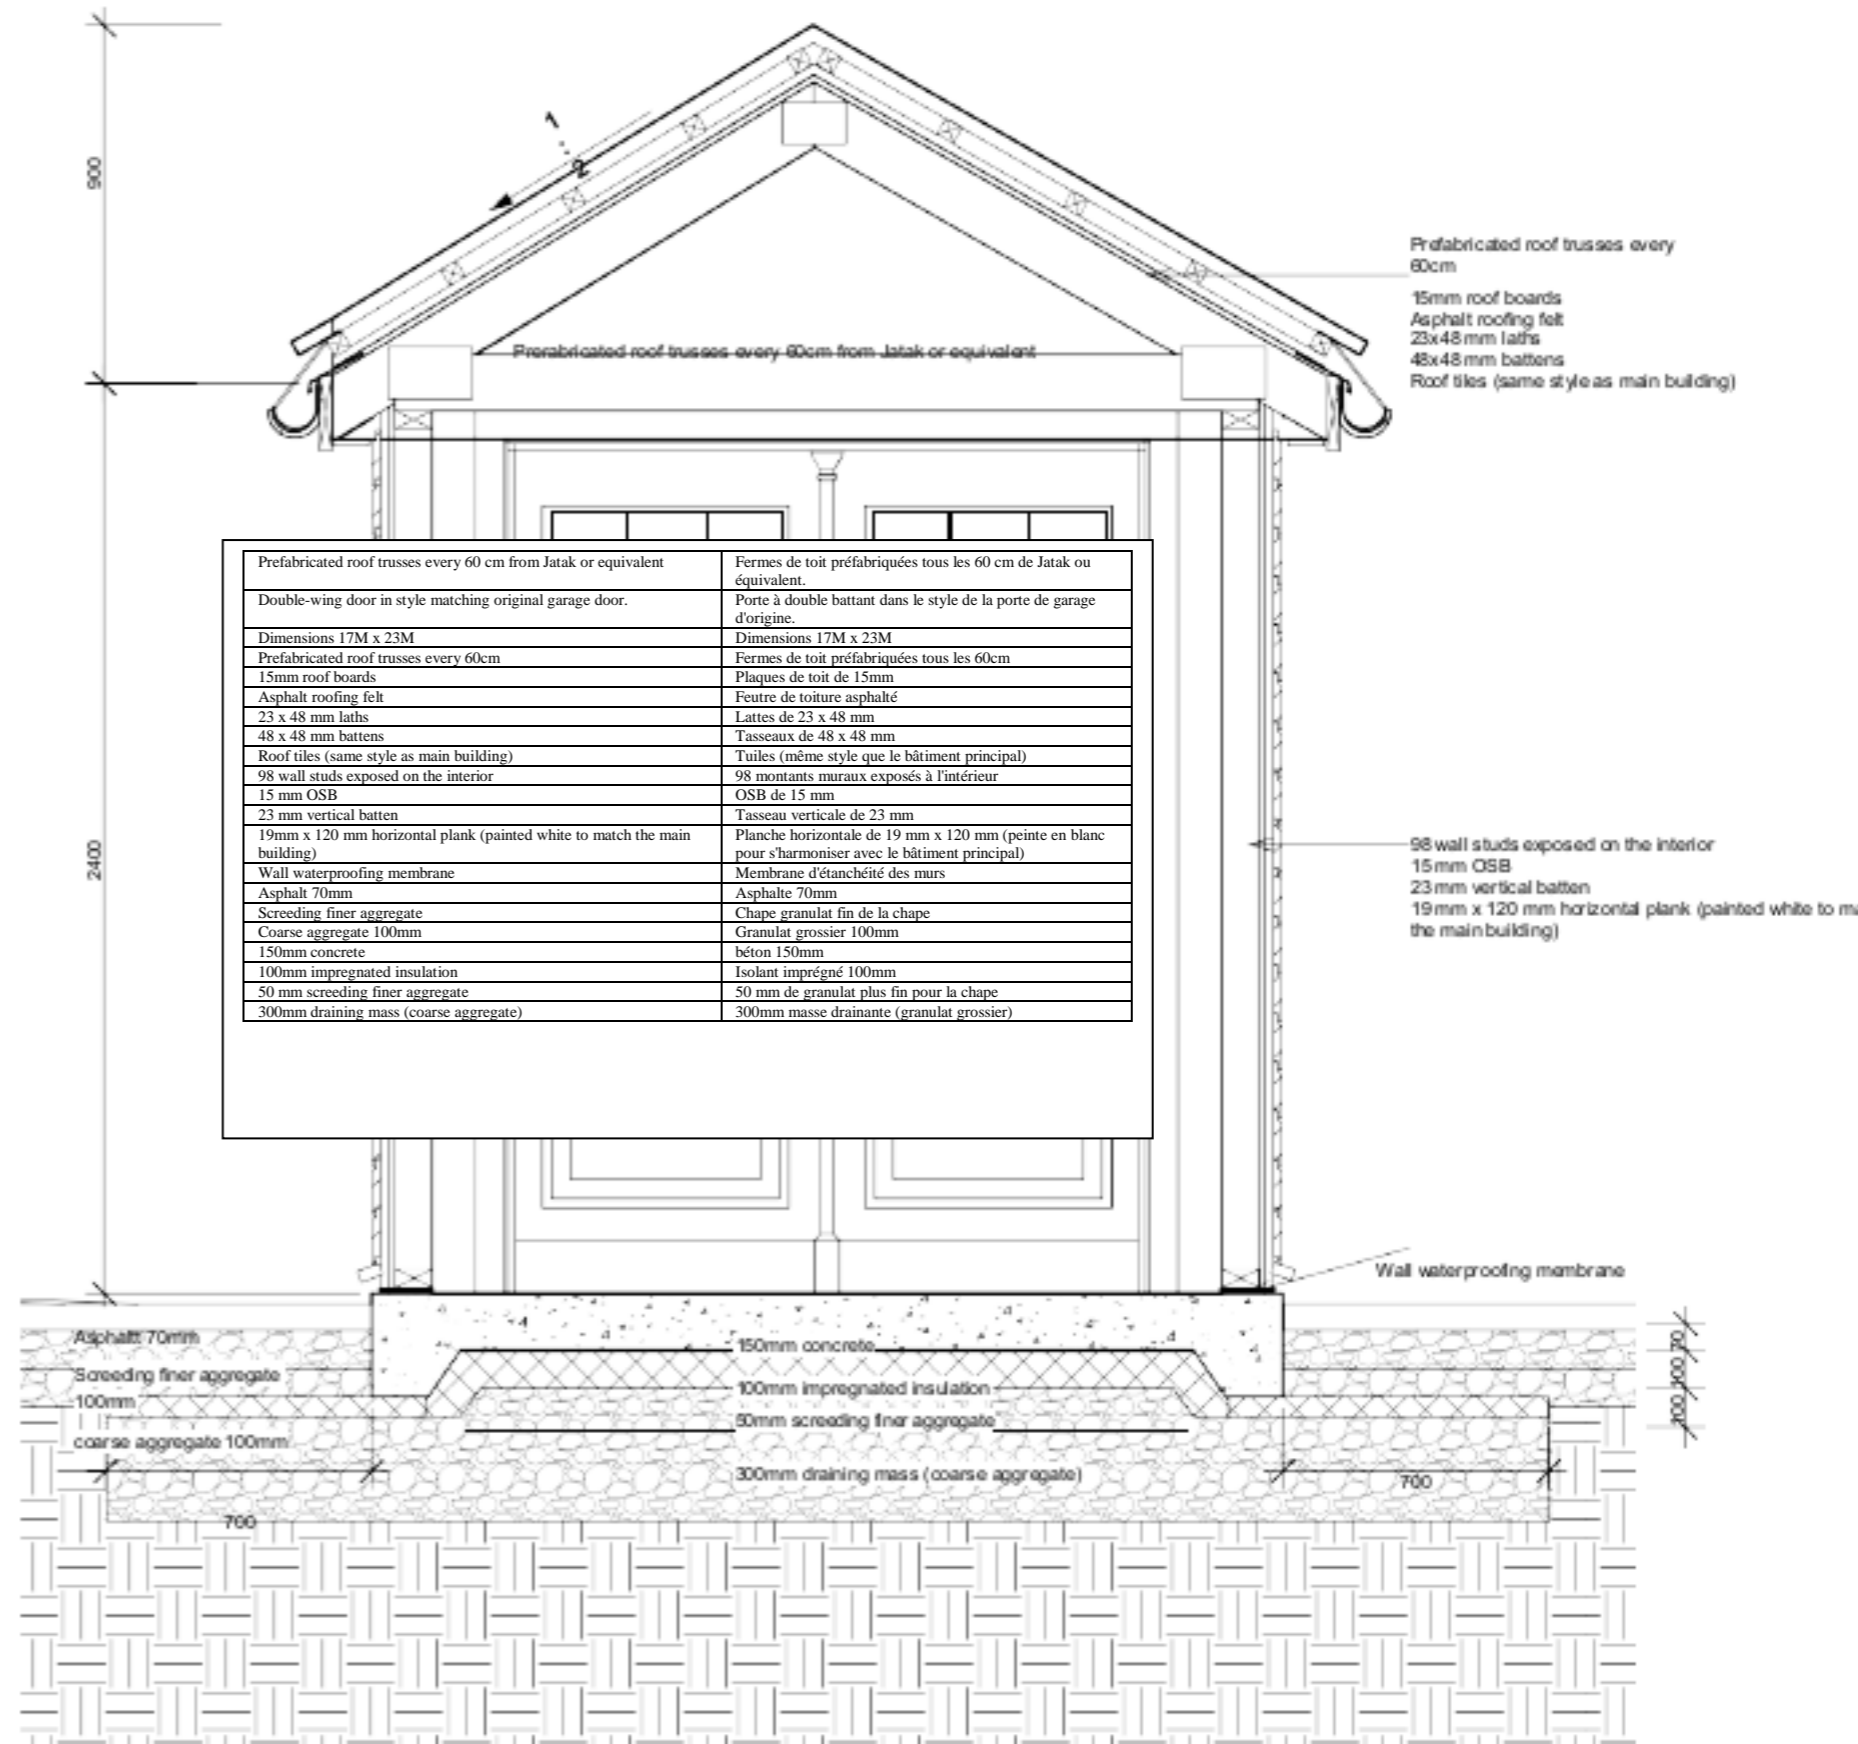 900
1:2
Prefabricated roof trusses every
60cm
15mm roof boards
Asphalt roofing felt
23x48mm laths
48x48mm battens
Roof tiles (same style as main building)
Prerabricated roof trusses every 60cm from Jatak or equivalent
Prefabricated roof trusses every 60 cm from Jatak or equivalent
Fermes de toit préfabriquées tous les 60 cm de Jatak ou
équivalent.
Double-wing door in style matching original garage door.
Porte à double battant dans le style de la porte de garage
d'origine.
Dimensions 17M x 23M
Dimensions 17M x 23M
Prefabricated roof trusses every 60cm
Fermes de toit préfabriquées tous les 60cm
15mm roof boards
Plaques de toit de 15mm
Asphalt roofing felt
Feutre de toiture asphalté
23 x 48 mm laths
Lattes de 23 x 48 mm
48 x 48 mm battens
Tasseaux de 48 x 48 mm
Roof tiles (same style as main building)
Tuiles (même style que le bâtiment principal)
98 wall studs exposed on the interior
98 montants muraux exposés à l'intérieur
15 mm OSB
OSB de 15 mm
23 mm vertical batten
Tasseau verticale de 23 mm
19mm x 120 mm horizontal plank (painted white to match the main
building)
Planche horizontale de 19 mm x 120 mm (peinte en blanc
pour s'harmoniser avec le bâtiment principal)
Wall waterproofing membrane
Membrane d'étanchéité des murs
Asphalt 70mm
Asphalte 70mm
Screeding finer aggregate
Chape granulat fin de la chape
Coarse aggregate 100mm
Granulat grossier 100mm
150mm concrete
béton 150mm
100mm impregnated insulation
Isolant imprégné 100mm
50 mm screeding finer aggregate
50 mm de granulat plus fin pour la chape
300mm draining mass (coarse aggregate)
300mm masse drainante (granulat grossier)
2400
98 wall studs exposed on the interior
15mm OSB
23mm vertical batten
19mm x 120 mm horizontal plank (painted white to
the main building)
Wall waterproofing membrane
Asphaltt 70mm
Screeding finer aggregate
100mm
coarse aggregate 100mm
150mm concrete
100mm impregnated insulation
50mm screeding finer aggregate
300mm draining mass (coarse aggregate)
70
100
700
700